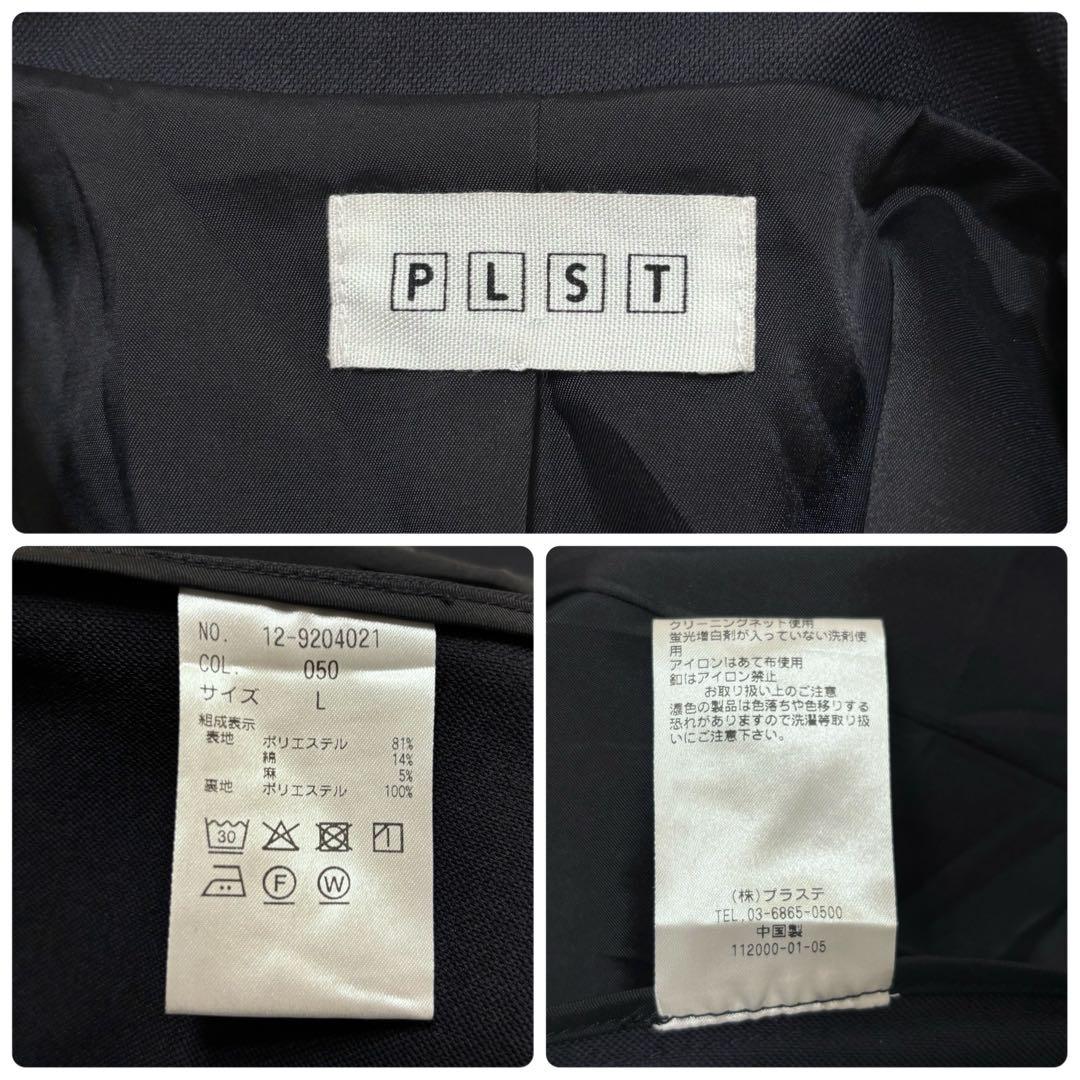 PLST
NO. 12-9204021
COL. 050
サイズ L
組成表示
表地 ポリエステル 81%
綿 14%
麻 5%
裏地 ポリエステル 100%
30
F W
クリーニングネット使用
蛍光増白剤が入っていない洗剤使
用
アイロンはあて布使用
釦はアイロン禁止
お取り扱い上のご注意
濃色の製品は色落ちや色移りする
恐れがありますので洗濯等取り扱
いにご注意下さい。
(株)プラステ
TEL.03-6865-0500
中国製
112000-01-05